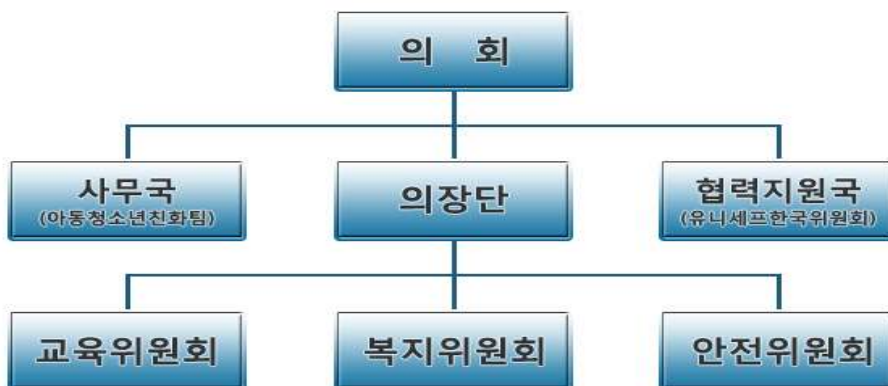 의 회
사무국
(아동청소년친화팀)
의장단
협력지원국
(유니세프한국위원회)
교육위원회
복지위원회
안전위원회